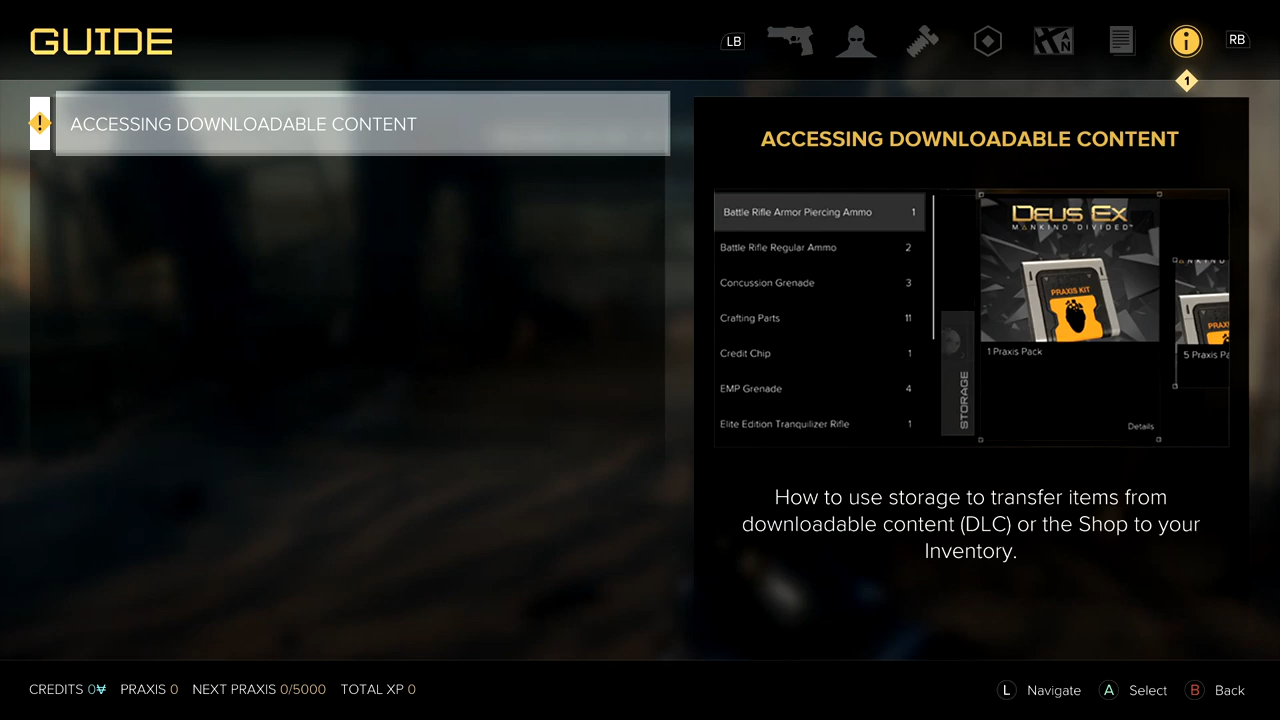 GUIDE
LB
RB
1
ACCESSING DOWNLOADABLE CONTENT
ACCESSING DOWNLOADABLE CONTENT
Battle Rifle Armor Piercing Ammo 1
Battle Rifle Regular Ammo 2
Concussion Grenade 3
Crafting Parts 11
Credit Chip 1
EMP Grenade 4
Elite Edition Tranquilizer Rifle 1
STORAGE
DEUS EX
MANKIND DIVIDED™
PRAXIS KIT
1 Praxis Pack
Details
5 Praxis Pa
How to use storage to transfer items from
downloadable content (DLC) or the Shop to your
Inventory.
CREDITS 0 PRAXIS 0 NEXT PRAXIS 0/5000 TOTAL XP 0
L Navigate A Select B Back